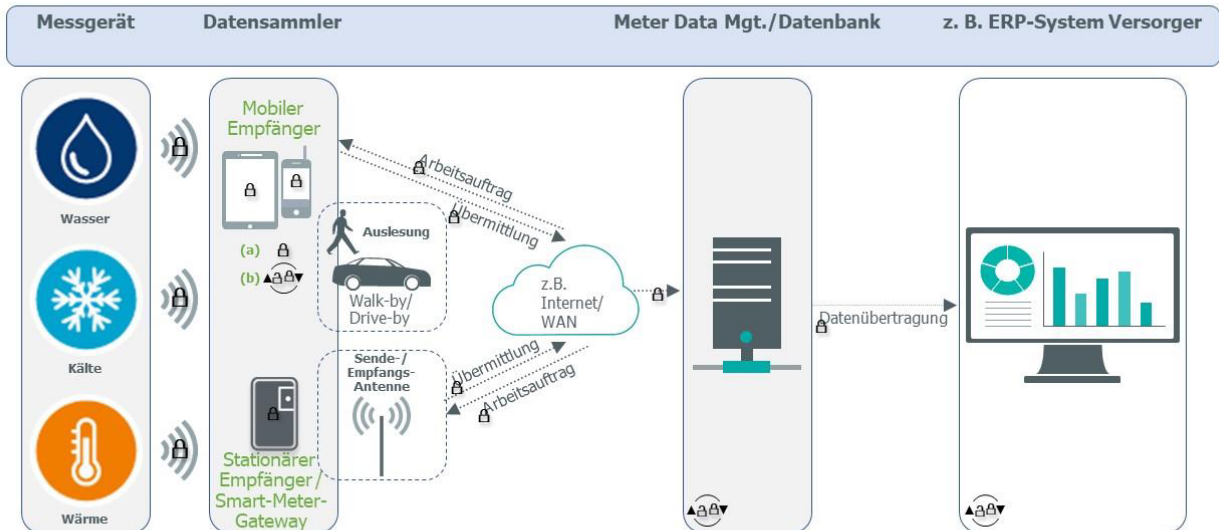 Messgerät
Datensammler
Meter Data Mgt./Datenbank
z. B. ERP-System Versorger
Wasser
Kälte
Wärme
Mobiler
Empfänger
(a)
(b)
Auslesung
Walk-by/
Drive-by
Stationärer
Empfänger /
Smart-Meter-
Gateway
Sende-/
Empfangs-
Antenne
Arbeitsauftrag
Übermittlung
z.B.
Internet/
WAN
Übermittlung
Arbeitsauftrag
Datenübertragung